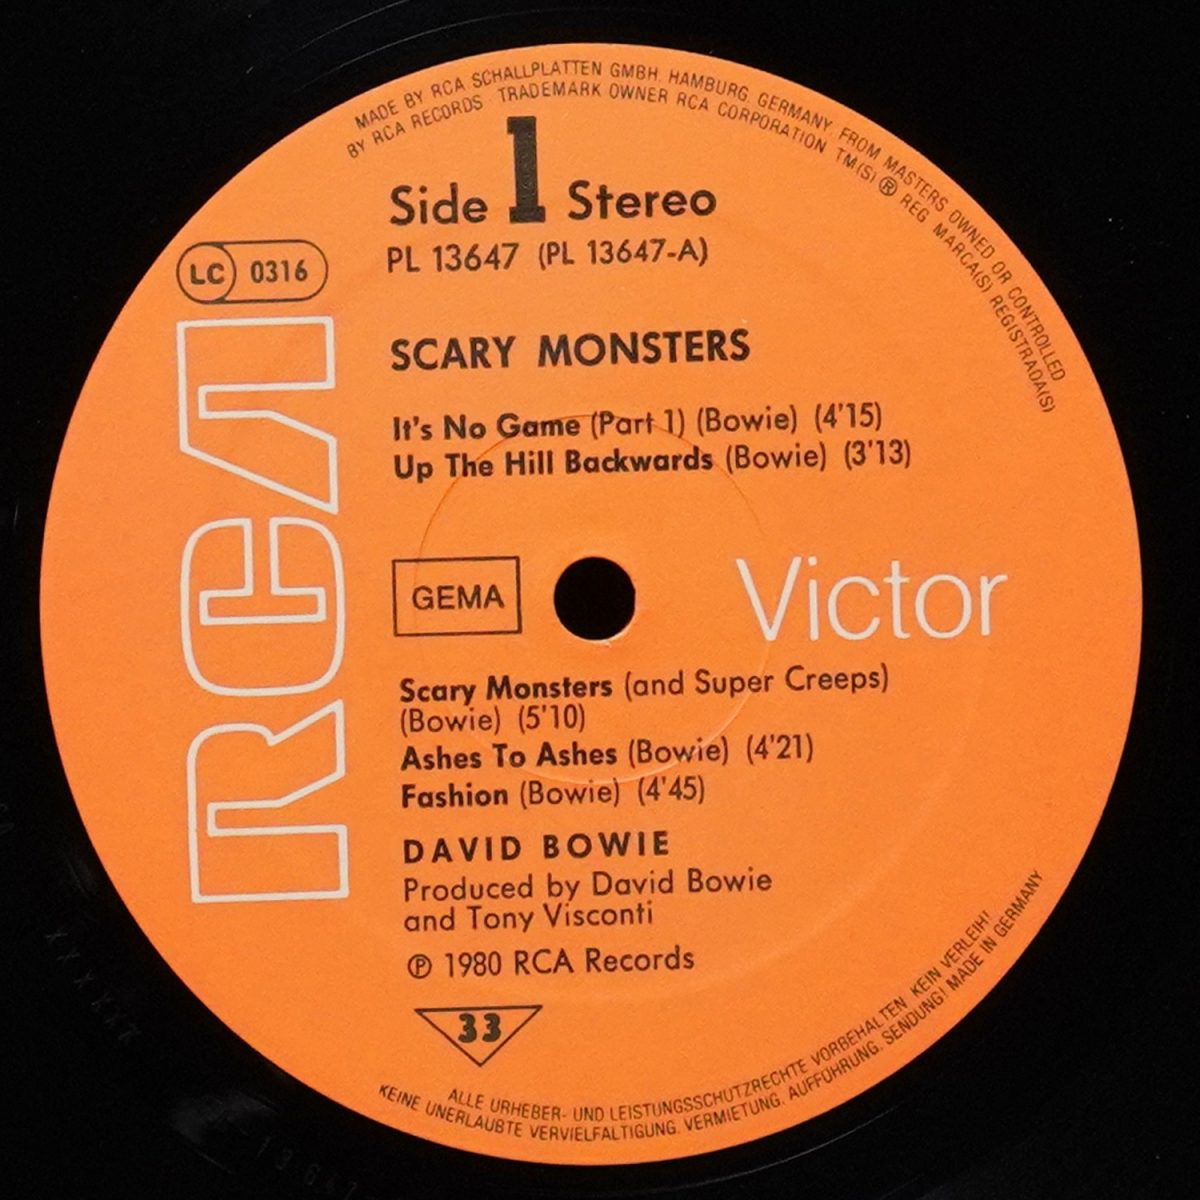 MADE BY RCA SCHALLPLATTEN GMBH. HAMBURG, GERMANY, FROM MASTERS OWNED OR CONTROLLED
BY RCA RECORDS TRADEMARK OWNER RCA CORPORATION TM(S) ® REG MARCA(S) REGISTRADA(S)
Side 1 Stereo
PL 13647 (PL 13647-A)
LC 0316
RCA
SCARY MONSTERS
It's No Game (Part 1) (Bowie) (4'15)
Up The Hill Backwards (Bowie) (3'13)
GEMA
Victor
Scary Monsters (and Super Creeps)
(Bowie) (5'10)
Ashes To Ashes (Bowie) (4'21)
Fashion (Bowie) (4'45)
DAVID BOWIE
Produced by David Bowie
and Tony Visconti
℗ 1980 RCA Records
33
ALLE URHEBER- UND LEISTUNGSSCHUTZRECHTE VORBEHALTEN KEIN VERLEIH!
KEINE UNERLAUBTE VERVIELFALTIGUNG. VERMIETUNG. AUFFÜHRUNG. SENDUNG! MADE IN GERMANY